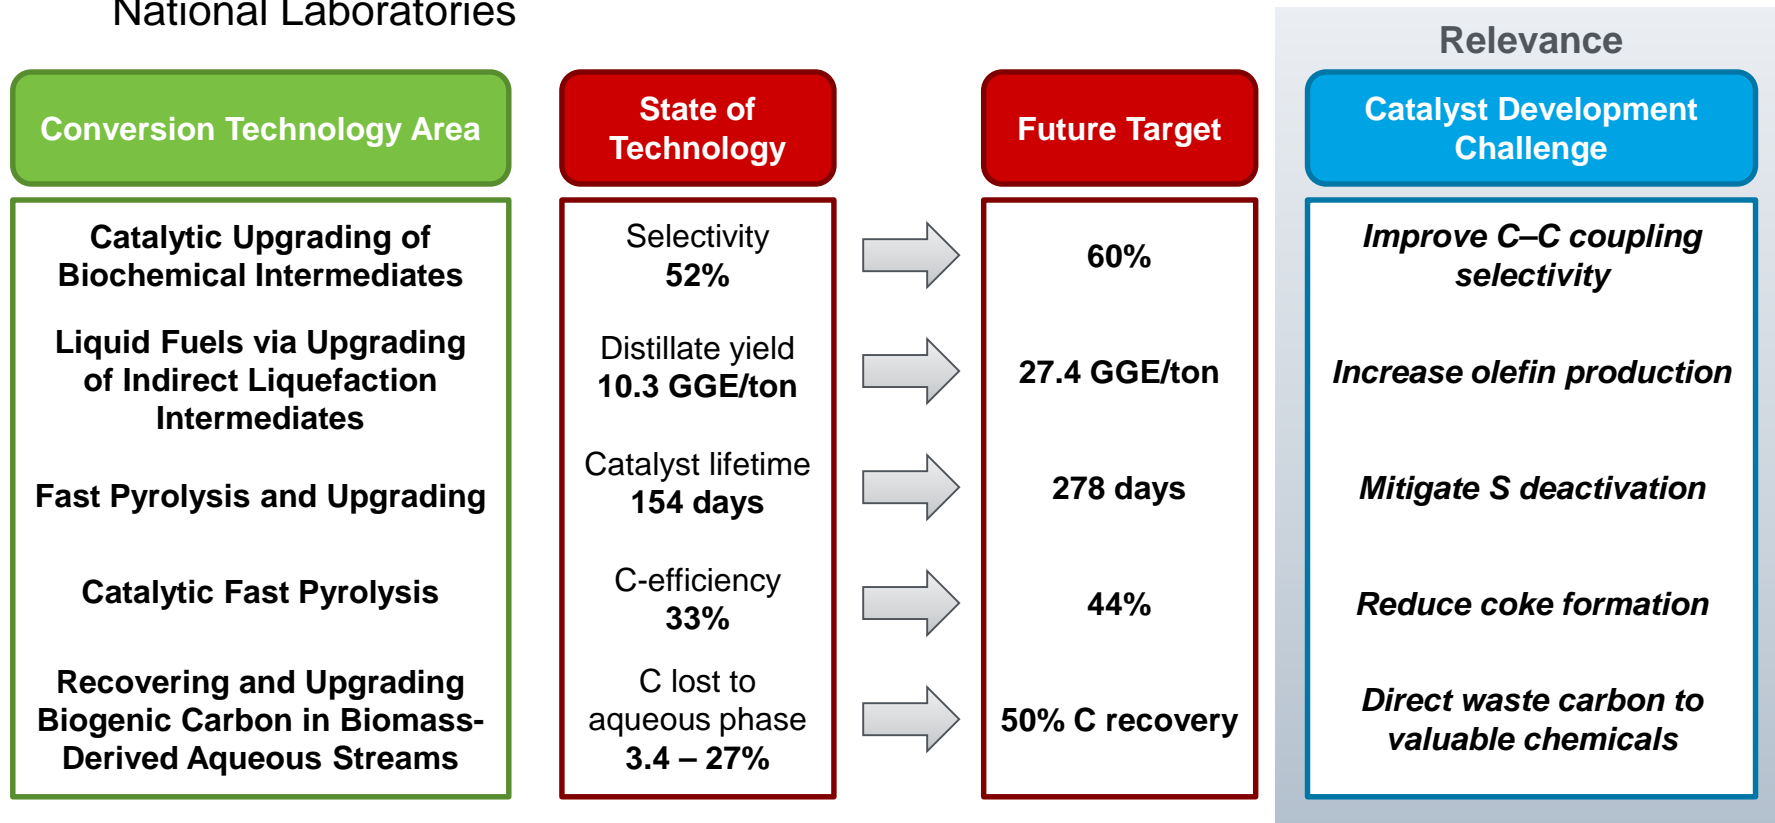 National Laboratories
Relevance
Conversion Technology Area
State of
Technology
Future Target
Catalyst Development
Challenge
Catalytic Upgrading of
Biochemical Intermediates
Selectivity
52%
60%
Improve C–C coupling
selectivity
Liquid Fuels via Upgrading
of Indirect Liquefaction
Intermediates
Distillate yield
10.3 GGE/ton
27.4 GGE/ton
Increase olefin production
Fast Pyrolysis and Upgrading
Catalyst lifetime
154 days
278 days
Mitigate S deactivation
Catalytic Fast Pyrolysis
C-efficiency
33%
44%
Reduce coke formation
Recovering and Upgrading
Biogenic Carbon in Biomass-
Derived Aqueous Streams
C lost to
aqueous phase
3.4 – 27%
50% C recovery
Direct waste carbon to
valuable chemicals